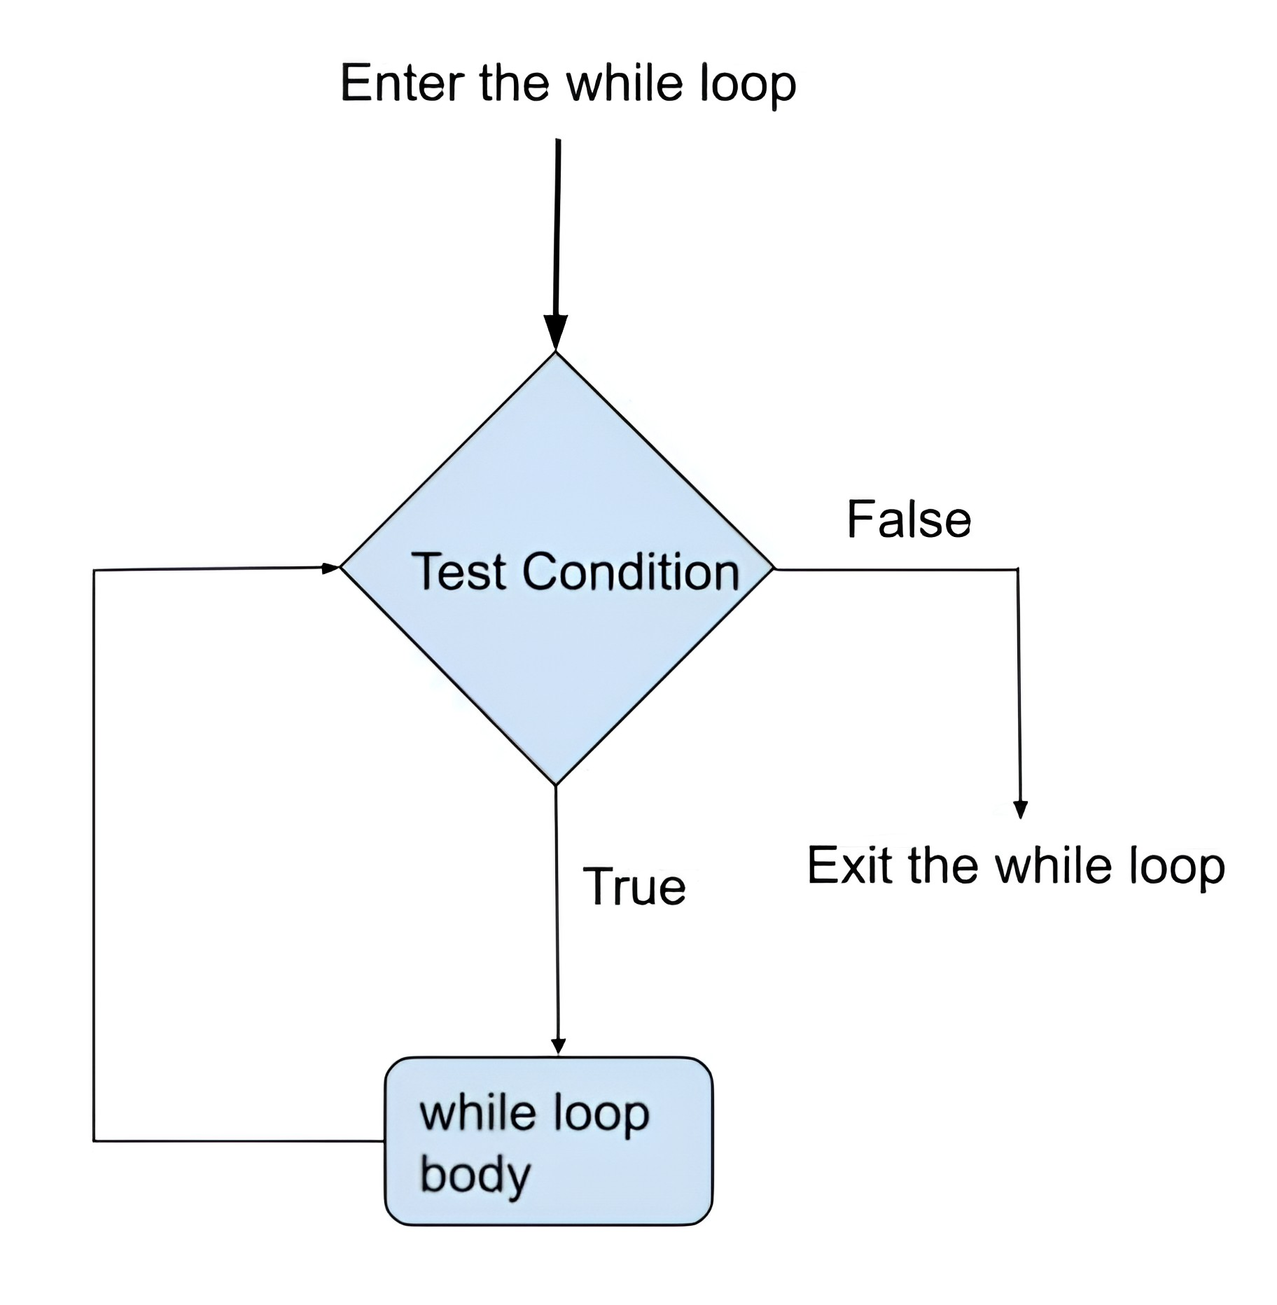 Enter the while loop
False
Test Condition
Exit the while loop
True
while loop
body